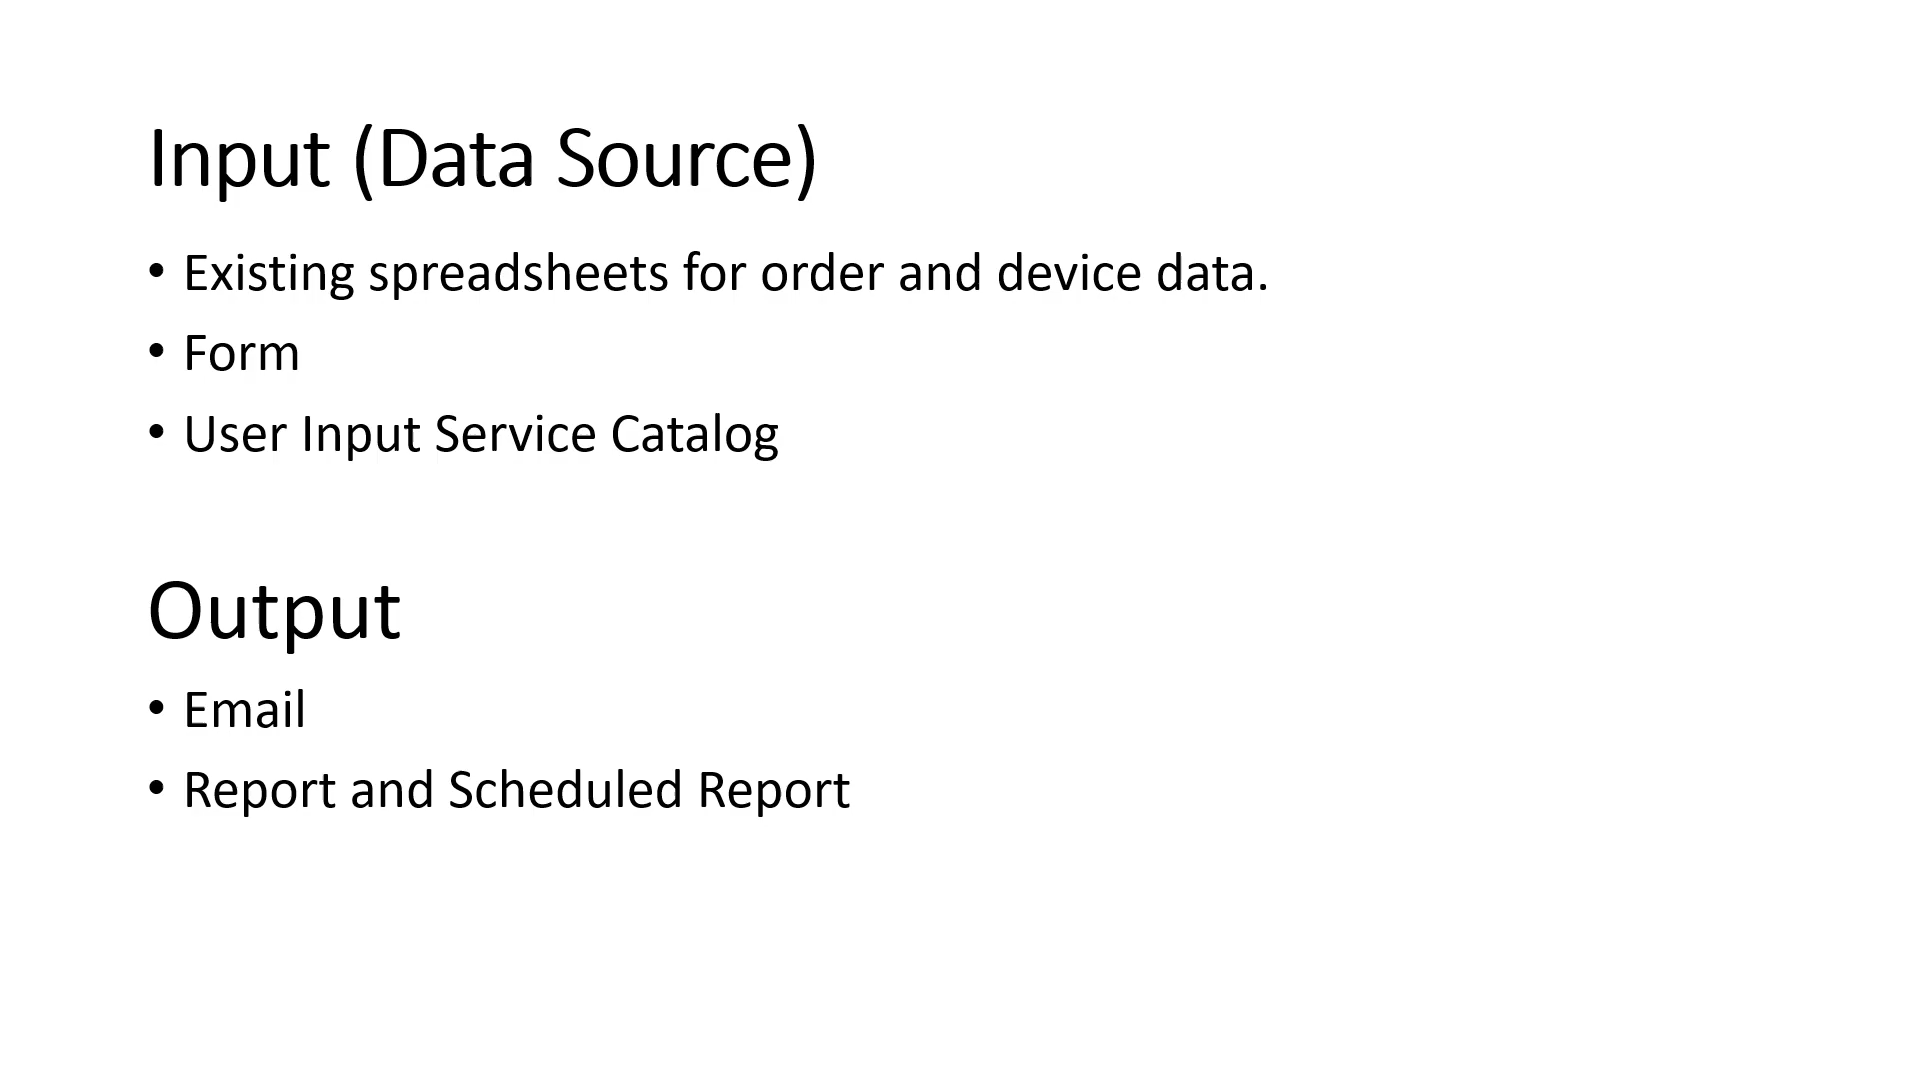 Input (Data Source)
• Existing spreadsheets for order and device data.
• Form
• User Input Service Catalog
Output
• Email
• Report and Scheduled Report